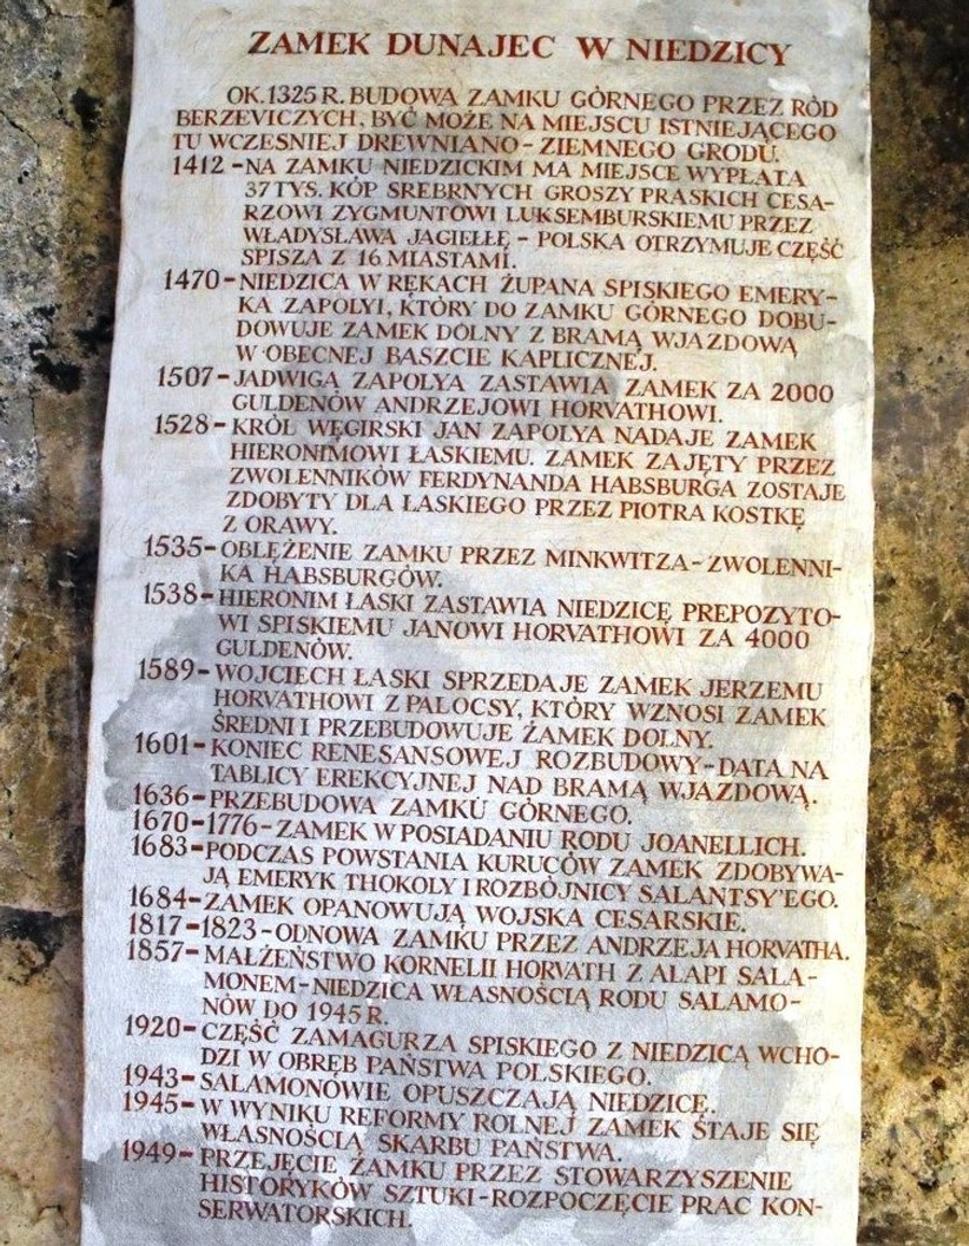 ZAMEK DUNAJEC W NIEDZICY
OK. 1325 R. BUDOWA ZAMKU GÓRNEGO PRZEZ RÓD
BERZEVICZYCH, BYĆ MOŻE NA MIEJSCU ISTNIEJĄCEGO
TU WCZESNIEJ DREWNIANO-ZIEMNEGO GRODU.
1412-NA ZAMKU NIEDZICKIM MA MIEJSCE WYPŁATA
37 TYS. KÓP SREBRNYCH GROSZY PRASKICH CESA-
RZOWI ZYGMUNTOWI LUKSEMBURSKIEMU PRZEZ
WŁADYSŁAWA JAGIEŁŁĘ - POLSKA OTRZYMUJE CZĘŚĆ
SPISZA Z 16 MIASTAMI.
1470-NIEDZICA W RĘKACH ŻUPANA SPISKIEGO EMERY-
KA ZAPOLYI, KTÓRY DO ZAMKU GÓRNEGO DOBU-
DOWUJE ZAMEK DOLNY Z BRAMĄ WJAZDOWĄ
W OBECNEJ BASZCIE KAPLICZNEJ.
1507-JADWIGA ZAPOLYA ZASTAWIA ZAMEK ZA 2000
GULDENÓW ANDRZEJOWI HORVATHOWI.
1528-KRÓL WĘGIRSKI JAN ZAPOLYA NADAJE ZAMEK
HIERONIMOWI ŁASKIEMU. ZAMEK ZAJĘTY PRZEZ
ZWOLENNIKÓW FERDYNANDA HABSBURGA ZOSTAJE
ZDOBYTY DLA ŁASKIEGO PRZEZ PIOTRA KOSTKĘ
Z ORAWY.
1535-OBLĘŻENIE ZAMKU PRZEZ MINKWITZA-ZWOLENNI-
KA HABSBURGÓW.
1538-HIERONIM ŁASKI ZASTAWIA NIEDZICĘ PREPOZYTO-
WI SPISKIEMU JANOWI HORVATHOWI ZA 4000
GULDENÓW.
1589-WOJCIECH ŁASKI SPRZEDAJE ZAMEK JERZEMU
HORVATHOWI Z PALOCSY, KTÓRY WZNOSI ZAMEK
ŚREDNI I PRZEBUDOWUJE ZAMEK DOLNY.
1601-KONIEC RENESANSOWEJ ROZBUDOWY-DATA NA
TABLICY EREKCYJNEJ NAD BRAMĄ WJAZDOWĄ.
1636-PRZEBUDOWA ZAMKU GÓRNEGO.
1670-1776-ZAMEK W POSIADANIU RODU JOANELLICH.
1683-PODCZAS POWSTANIA KURUCÓW ZAMEK ZDOBYWA-
JĄ EMERYK THOKOLY I ROZBÓJNICY SALANTSY'EGO.
1684-ZAMEK OPANOWUJĄ WOJSKA CESARSKIE.
1817-1823-ODNOWA ZAMKU PRZEZ ANDRZEJA HORVATHA.
1857-MAŁŻEŃSTWO KORNELII HORVATH Z ALAPI SALA-
MONEM-NIEDZICA WŁASNOŚCIĄ RODU SALAMO-
NÓW DO 1945 R.
1920-CZĘŚĆ ZAMAGURZA SPISKIEGO Z NIEDZICĄ WCHO-
DZI W OBRĘB PAŃSTWA POLSKIEGO.
1943-SALAMONÓWIE OPUSZCZAJĄ NIEDZICĘ.
1945-W WYNIKU REFORMY ROLNEJ ZAMEK STAJE SIĘ
WŁASNOŚCIĄ SKARBU PAŃSTWA.
1949-PRZEJĘCIE ZAMKU PRZEZ STOWARZYSZENIE
HISTORYKÓW SZTUKI-ROZPOCZĘCIE PRAC KON-
SERWATORSKICH.